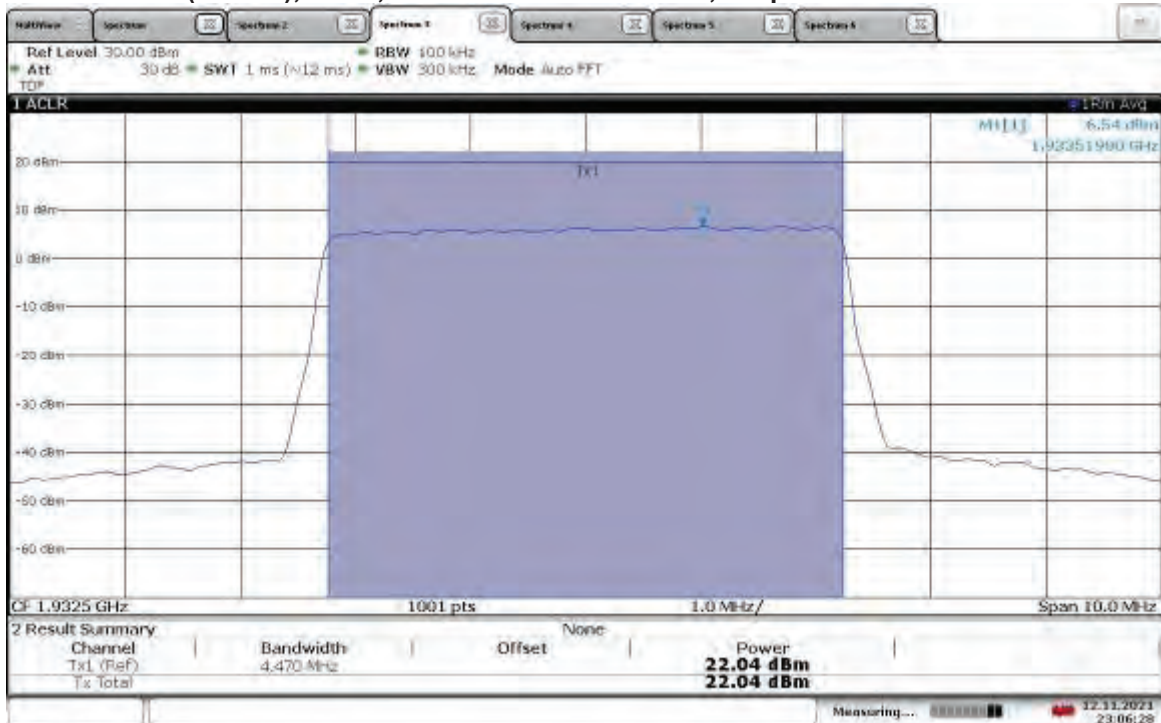 MultiView Spectrum Spectrum 2 Spectrum 3 Spectrum 4 Spectrum 5 Spectrum 6
Ref Level 30.00 dBm RBW 100 kHz
Att 30 dB SWT 1 ms (~12 ms) VBW 300 kHz Mode Auto FFT
TDF
1 ACLR 1Rm Avg
M1[1] 6.54 dBm
1.93351900 GHz
Tx1
20 dBm
10 dBm
0 dBm
-10 dBm
-20 dBm
-30 dBm
-40 dBm
-50 dBm
-60 dBm
CF 1.9325 GHz 1001 pts 1.0 MHz/ Span 10.0 MHz
2 Result Summary None
Channel Bandwidth Offset Power
Tx1 (Ref) 4.470 MHz 22.04 dBm
Tx Total 22.04 dBm
Measuring... 12.11.2021
23:06:28